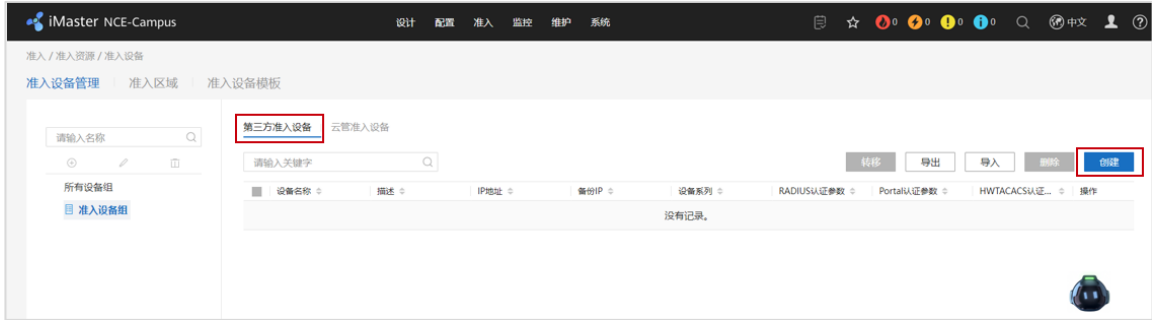 iMaster NCE-Campus 设计 配置 准入 监控 维护 系统 0 0 0 0 中文
准入 / 准入资源 / 准入设备
准入设备管理 准入区域 准入设备模板
第三方准入设备 云管准入设备
请输入名称
请输入关键字 转移 导出 导入 删除 创建
所有设备组
设备名称 描述 IP地址 备份IP 设备系列 RADIUS认证参数 Portal认证参数 HWTACACS认证... 操作
准入设备组
没有记录。